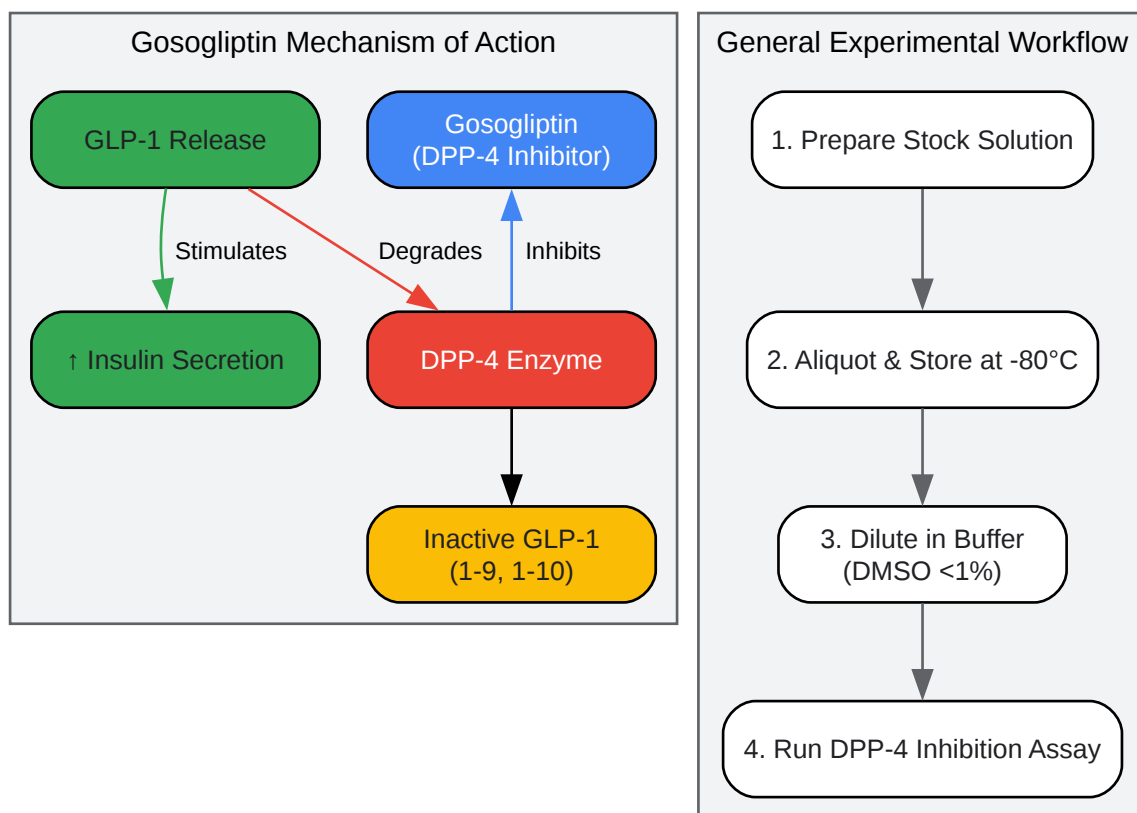 Gosogliptin Mechanism of Action
GLP-1 Release
Gosogliptin
(DPP-4 Inhibitor)
Stimulates
Degrades
Inhibits
↑ Insulin Secretion
DPP-4 Enzyme
Inactive GLP-1
(1-9, 1-10)
General Experimental Workflow
1. Prepare Stock Solution
2. Aliquot & Store at -80°C
3. Dilute in Buffer
(DMSO <1%)
4. Run DPP-4 Inhibition Assay